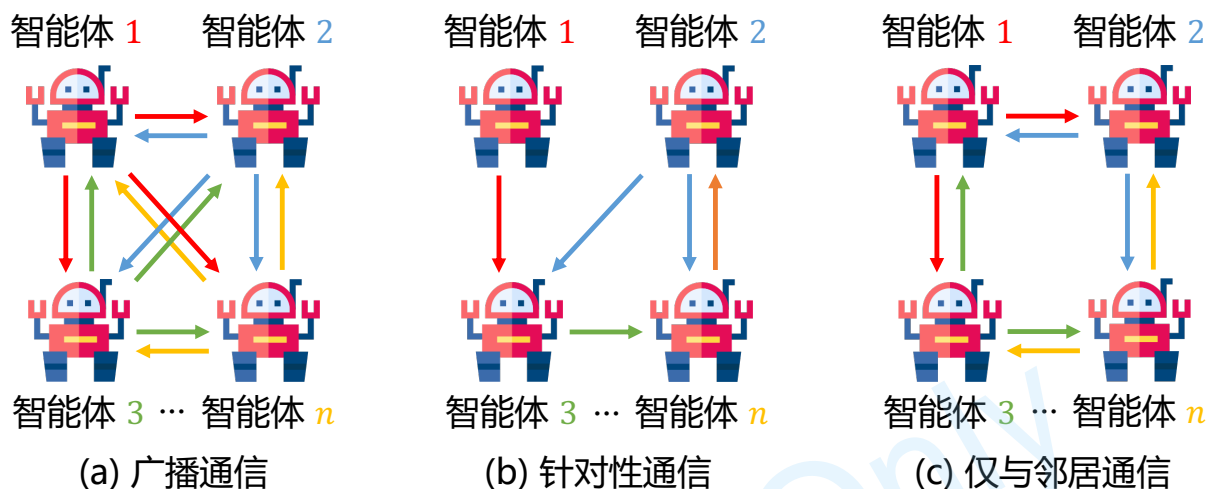 智能体 1 智能体 2 智能体 1 智能体 2 智能体 1 智能体 2
智能体 3 ··· 智能体 n 智能体 3 ··· 智能体 n 智能体 3 ··· 智能体 n
(a) 广播通信 (b) 针对性通信 (c) 仅与邻居通信
Only